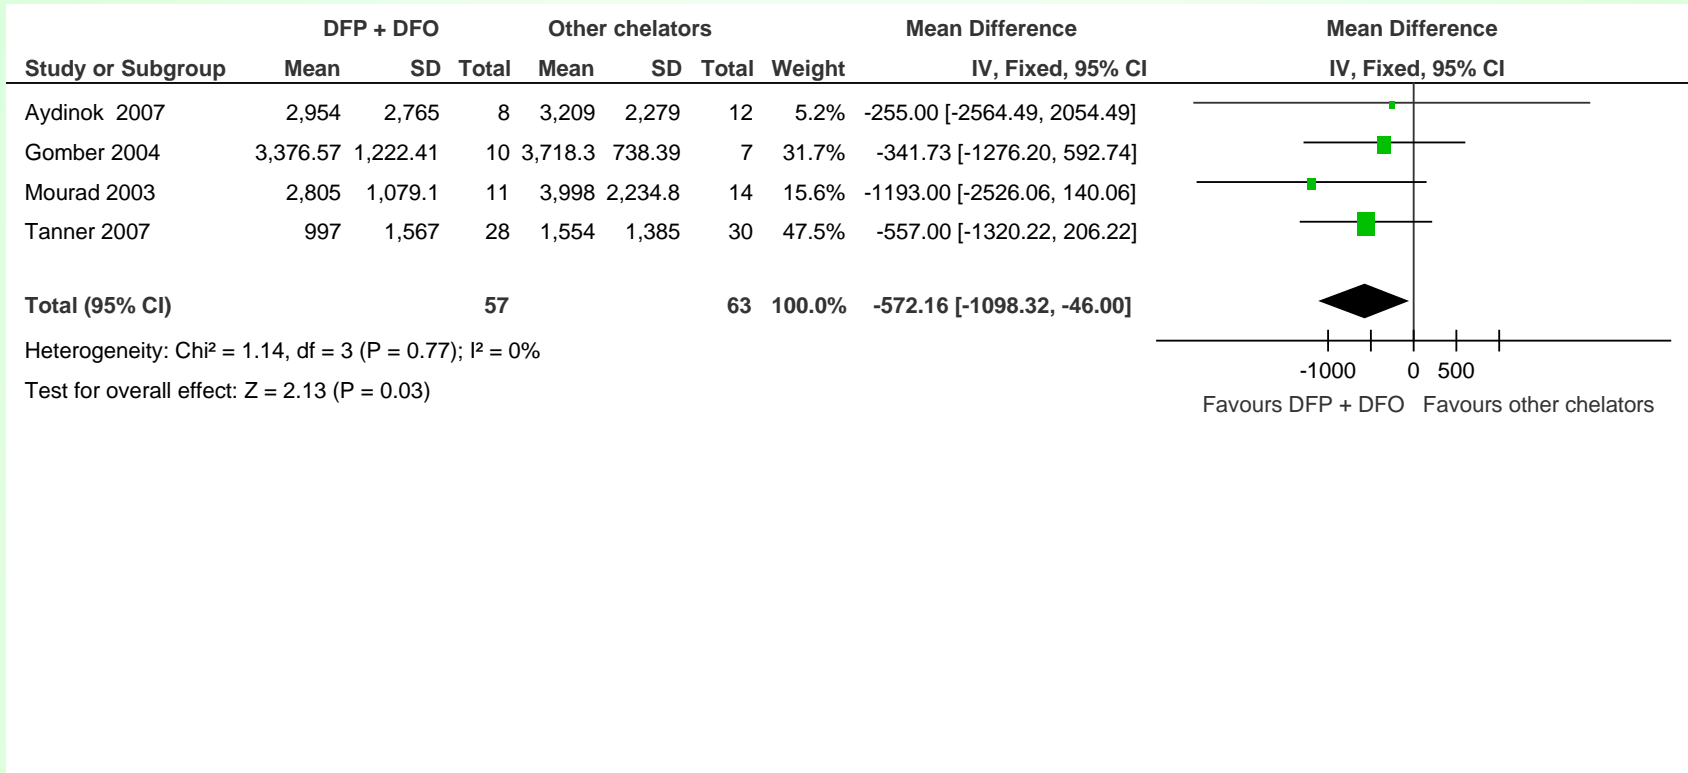 DFP + DFO Other chelators Mean Difference Mean Difference
Study or Subgroup Mean SD Total Mean SD Total Weight IV, Fixed, 95% CI IV, Fixed, 95% CI
Aydinok 2007 2,954 2,765 8 3,209 2,279 12 5.2% -255.00 [-2564.49, 2054.49]
Gomber 2004 3,376.57 1,222.41 10 3,718.3 738.39 7 31.7% -341.73 [-1276.20, 592.74]
Mourad 2003 2,805 1,079.1 11 3,998 2,234.8 14 15.6% -1193.00 [-2526.06, 140.06]
Tanner 2007 997 1,567 28 1,554 1,385 30 47.5% -557.00 [-1320.22, 206.22]
Total (95% CI) 57 63 100.0% -572.16 [-1098.32, -46.00]
Heterogeneity: Chi² = 1.14, df = 3 (P = 0.77); I² = 0%
Test for overall effect: Z = 2.13 (P = 0.03)
-1000 0 500
Favours DFP + DFO Favours other chelators